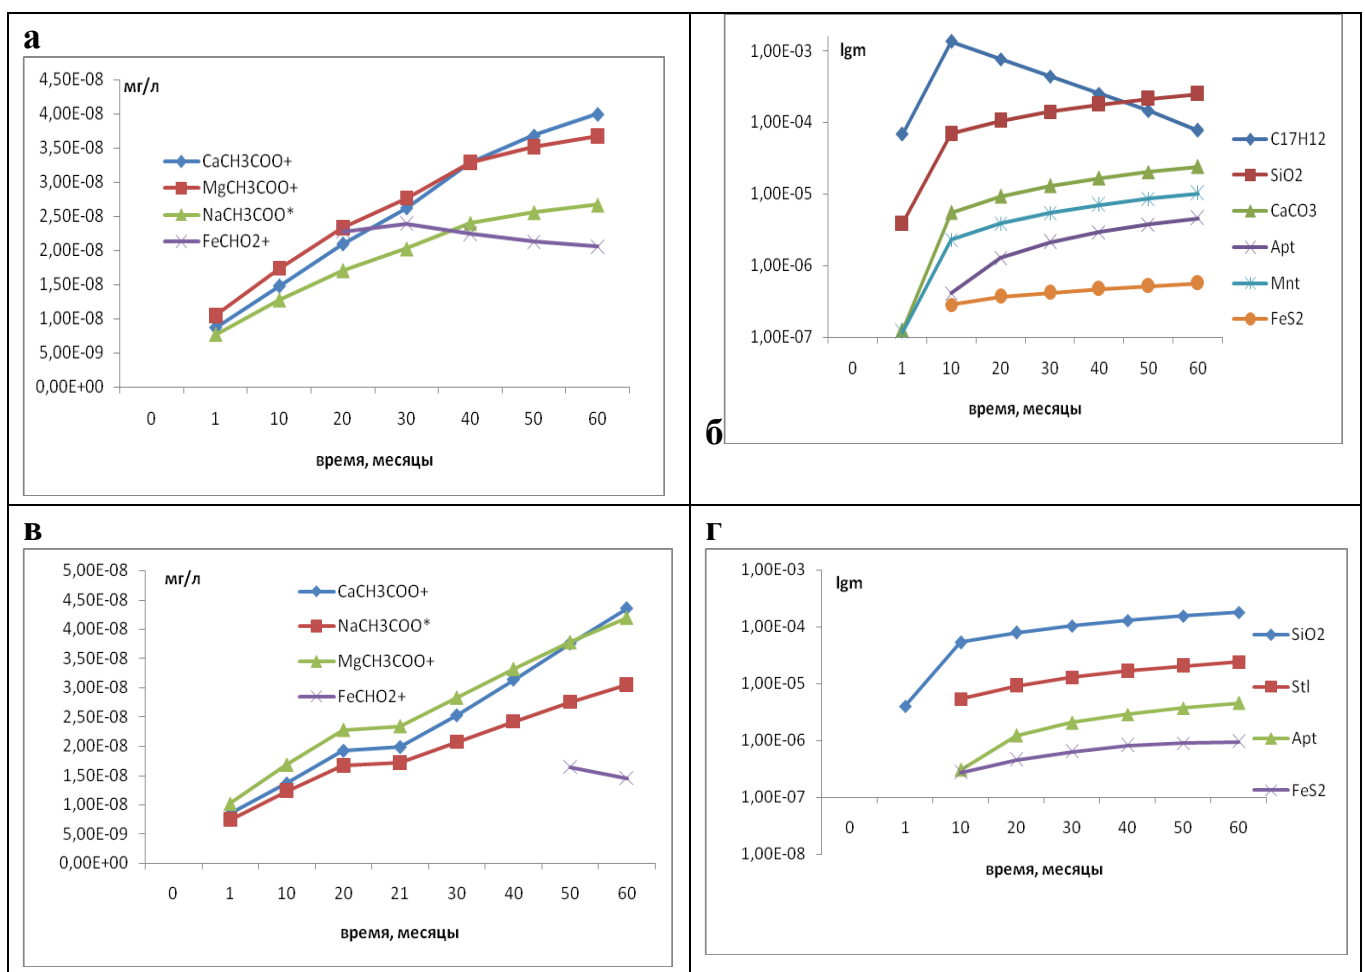 а
мг/л
4,50E-08
4,00E-08
3,50E-08
3,00E-08
2,50E-08
2,00E-08
1,50E-08
1,00E-08
5,00E-09
0,00E+00
CaCH3COO+
MgCH3COO+
NaCH3COO*
FeCHO2+
0 1 10 20 30 40 50 60
время, месяцы
б
lgm
1,00E-03
1,00E-04
1,00E-05
1,00E-06
1,00E-07
C17H12
SiO2
CaCO3
Apt
Mnt
FeS2
0 1 10 20 30 40 50 60
время, месяцы
в
мг/л
5,00E-08
4,50E-08
4,00E-08
3,50E-08
3,00E-08
2,50E-08
2,00E-08
1,50E-08
1,00E-08
5,00E-09
0,00E+00
CaCH3COO+
NaCH3COO*
MgCH3COO+
FeCHO2+
0 1 10 20 21 30 40 50 60
время, месяцы
г
lgm
1,00E-03
1,00E-04
1,00E-05
1,00E-06
1,00E-07
1,00E-08
SiO2
Stl
Apt
FeS2
0 1 10 20 30 40 50 60
время, месяцы